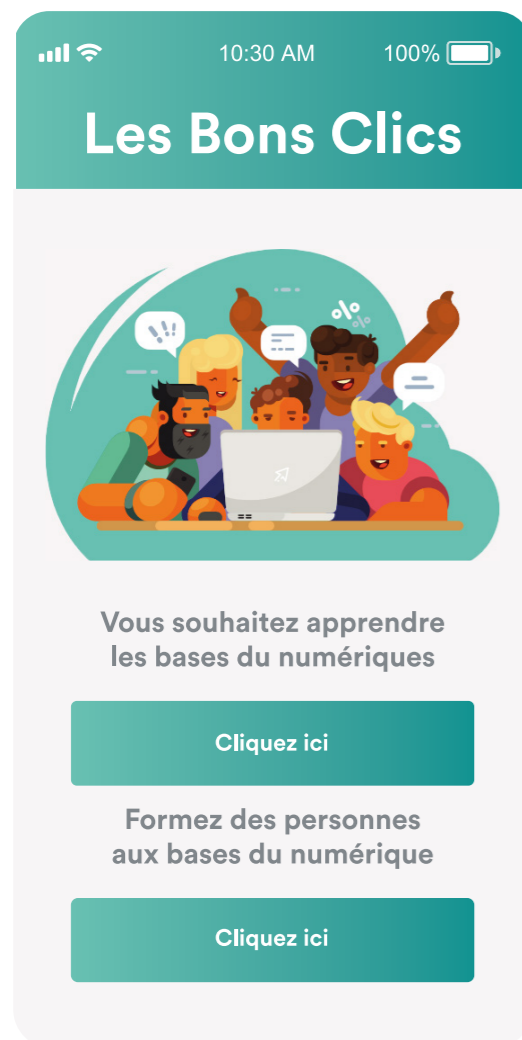 10:30 AM 100%
Les Bons Clics
Vous souhaitez apprendre
les bases du numériques
Cliquez ici
Formez des personnes
aux bases du numérique
Cliquez ici